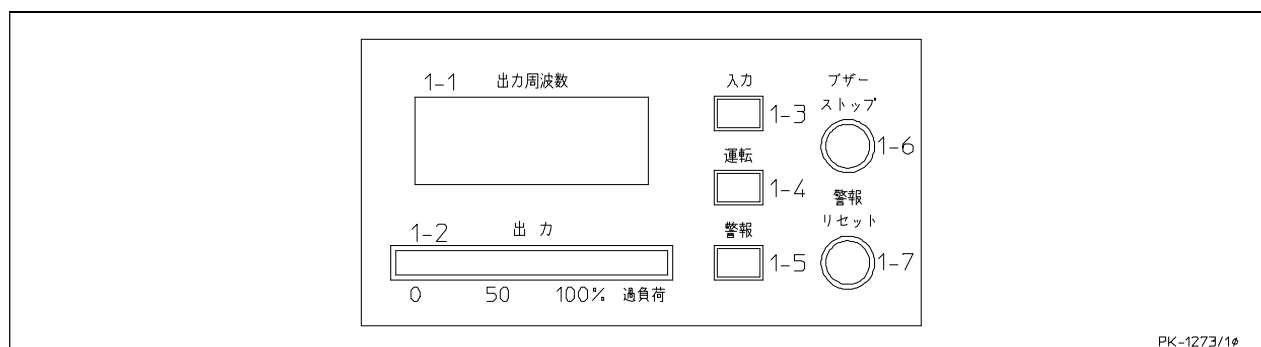 1-1 出力周波数
入力
1-3
ブザー
ストップ
1-6
運転
1-4
1-2 出 力
警報
1-5
警報
リセット
1-7
0 50 100% 過負荷
PK-1273/1φ